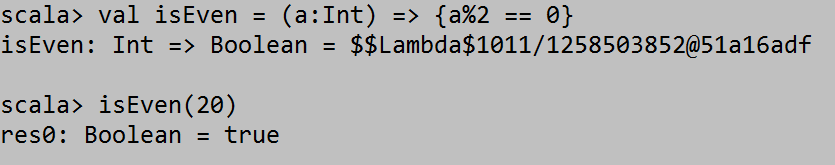 scala> val isEven = (a:Int) => {a%2 == 0}
isEven: Int => Boolean = $$Lambda$1011/1258503852@51a16adf
scala> isEven(20)
res0: Boolean = true